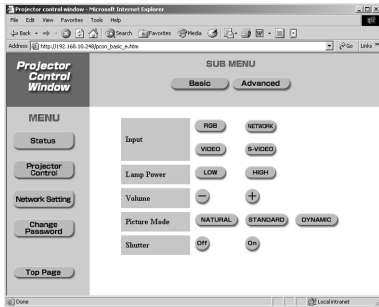 Projector control window - Microsoft Internet Explorer
File Edit View Favorites Tools Help
Back Search Favorites Media
Address http://192.168.10.249/pcon_basic_e.htm Go Links »
Projector Control Window
SUB MENU
Basic Advanced
MENU
Status
Projector Control
Network Setting
Change Password
Top Page
Input RGB NETWORK
VIDEO S-VIDEO
Lamp Power LOW HIGH
Volume − +
Picture Mode NATURAL STANDARD DYNAMIC
Shutter Off On
Done Local intranet